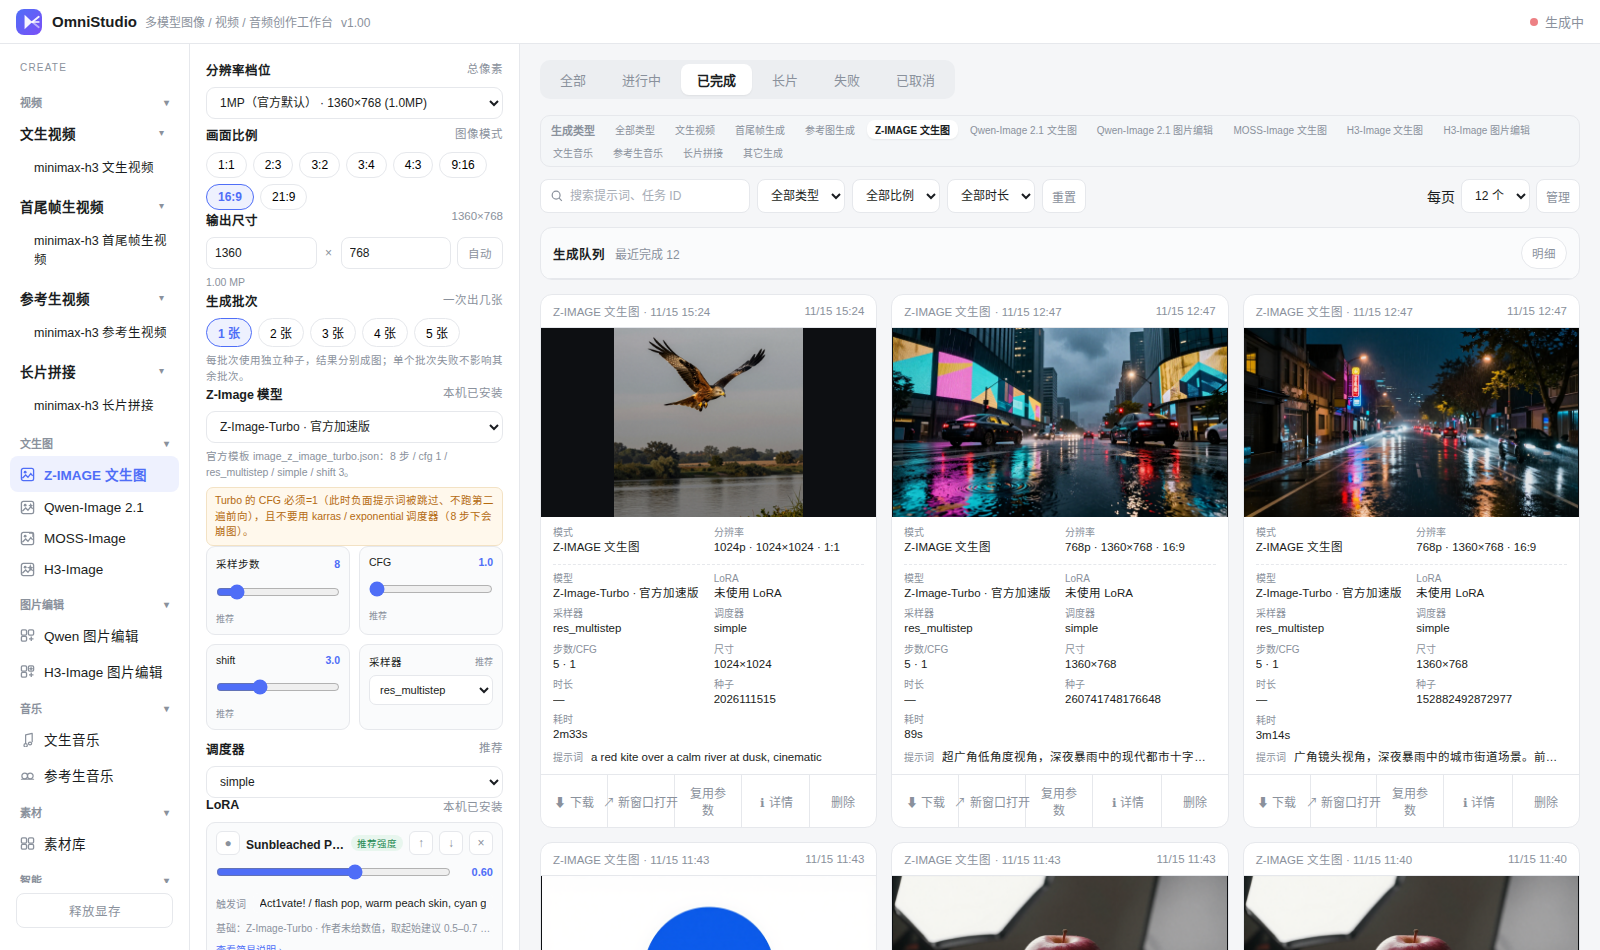 OmniStudio 多模型图像 / 视频 / 音频创作工作台 v1.00
生成中
CREATE
视频
文生视频
minimax-h3 文生视频
首尾帧生视频
minimax-h3 首尾帧生视
频
参考生视频
minimax-h3 参考生视频
长片拼接
minimax-h3 长片拼接
文生图
Z-IMAGE 文生图
Qwen-Image 2.1
MOSS-Image
H3-Image
图片编辑
Qwen 图片编辑
H3-Image 图片编辑
音乐
文生音乐
参考生音乐
素材
素材库
智能
释放显存
分辨率档位 总像素
1MP（官方默认） · 1360×768 (1.0MP)
画面比例 图像模式
1:1 2:3 3:2 3:4 4:3 9:16
16:9 21:9
输出尺寸 1360×768
1360 × 768 自动
1.00 MP
生成批次 一次出几张
1 张 2 张 3 张 4 张 5 张
每批次使用独立种子，结果分别成图；单个批次失败不影响其
余批次。
Z-Image 模型 本机已安装
Z-Image-Turbo · 官方加速版
官方模板 image_z_image_turbo.json：8 步 / cfg 1 /
res_multistep / simple / shift 3。
Turbo 的 CFG 必须=1（此时负面提示词被跳过、不跑第二
遍前向），且不要用 karras / exponential 调度器（8 步下会
崩图）。
采样步数 8
推荐
CFG 1.0
推荐
shift 3.0
推荐
采样器 推荐
res_multistep
调度器 推荐
simple
LoRA 本机已安装
Sunbleached P… 推荐强度 ↑ ↓ ×
0.60
触发词 Act1vate! / flash pop, warm peach skin, cyan g
基础：Z-Image-Turbo · 作者未给数值，取起始建议 0.5–0.7 …
查看简易说明 ›
全部 进行中 已完成 长片 失败 已取消
生成类型 全部类型 文生视频 首尾帧生成 参考图生成 Z-IMAGE 文生图 Qwen-Image 2.1 文生图 Qwen-Image 2.1 图片编辑 MOSS-Image 文生图 H3-Image 文生图 H3-Image 图片编辑
文生音乐 参考生音乐 长片拼接 其它生成
搜索提示词、任务 ID 全部类型 全部比例 全部时长 重置 每页 12 个 管理
生成队列 最近完成 12 明细
Z-IMAGE 文生图 · 11/15 15:24 11/15 15:24
模式 分辨率
Z-IMAGE 文生图 1024p · 1024×1024 · 1:1
模型 LoRA
Z-Image-Turbo · 官方加速版 未使用 LoRA
采样器 调度器
res_multistep simple
步数/CFG 尺寸
5 · 1 1024×1024
时长 种子
— 2026111515
耗时
2m33s
提示词 a red kite over a calm river at dusk, cinematic
下载 ↗ 新窗口打开 复用参数 详情 删除
Z-IMAGE 文生图 · 11/15 12:47 11/15 12:47
模式 分辨率
Z-IMAGE 文生图 768p · 1360×768 · 16:9
模型 LoRA
Z-Image-Turbo · 官方加速版 未使用 LoRA
采样器 调度器
res_multistep simple
步数/CFG 尺寸
5 · 1 1360×768
时长 种子
— 260741748176648
耗时
89s
提示词 超广角低角度视角，深夜暴雨中的现代都市十字…
下载 ↗ 新窗口打开 复用参数 详情 删除
Z-IMAGE 文生图 · 11/15 12:47 11/15 12:47
模式 分辨率
Z-IMAGE 文生图 768p · 1360×768 · 16:9
模型 LoRA
Z-Image-Turbo · 官方加速版 未使用 LoRA
采样器 调度器
res_multistep simple
步数/CFG 尺寸
5 · 1 1360×768
时长 种子
— 152882492872977
耗时
3m14s
提示词 广角镜头视角，深夜暴雨中的城市街道场景。前…
下载 ↗ 新窗口打开 复用参数 详情 删除
Z-IMAGE 文生图 · 11/15 11:43 11/15 11:43
Z-IMAGE 文生图 · 11/15 11:43 11/15 11:43
Z-IMAGE 文生图 · 11/15 11:40 11/15 11:40